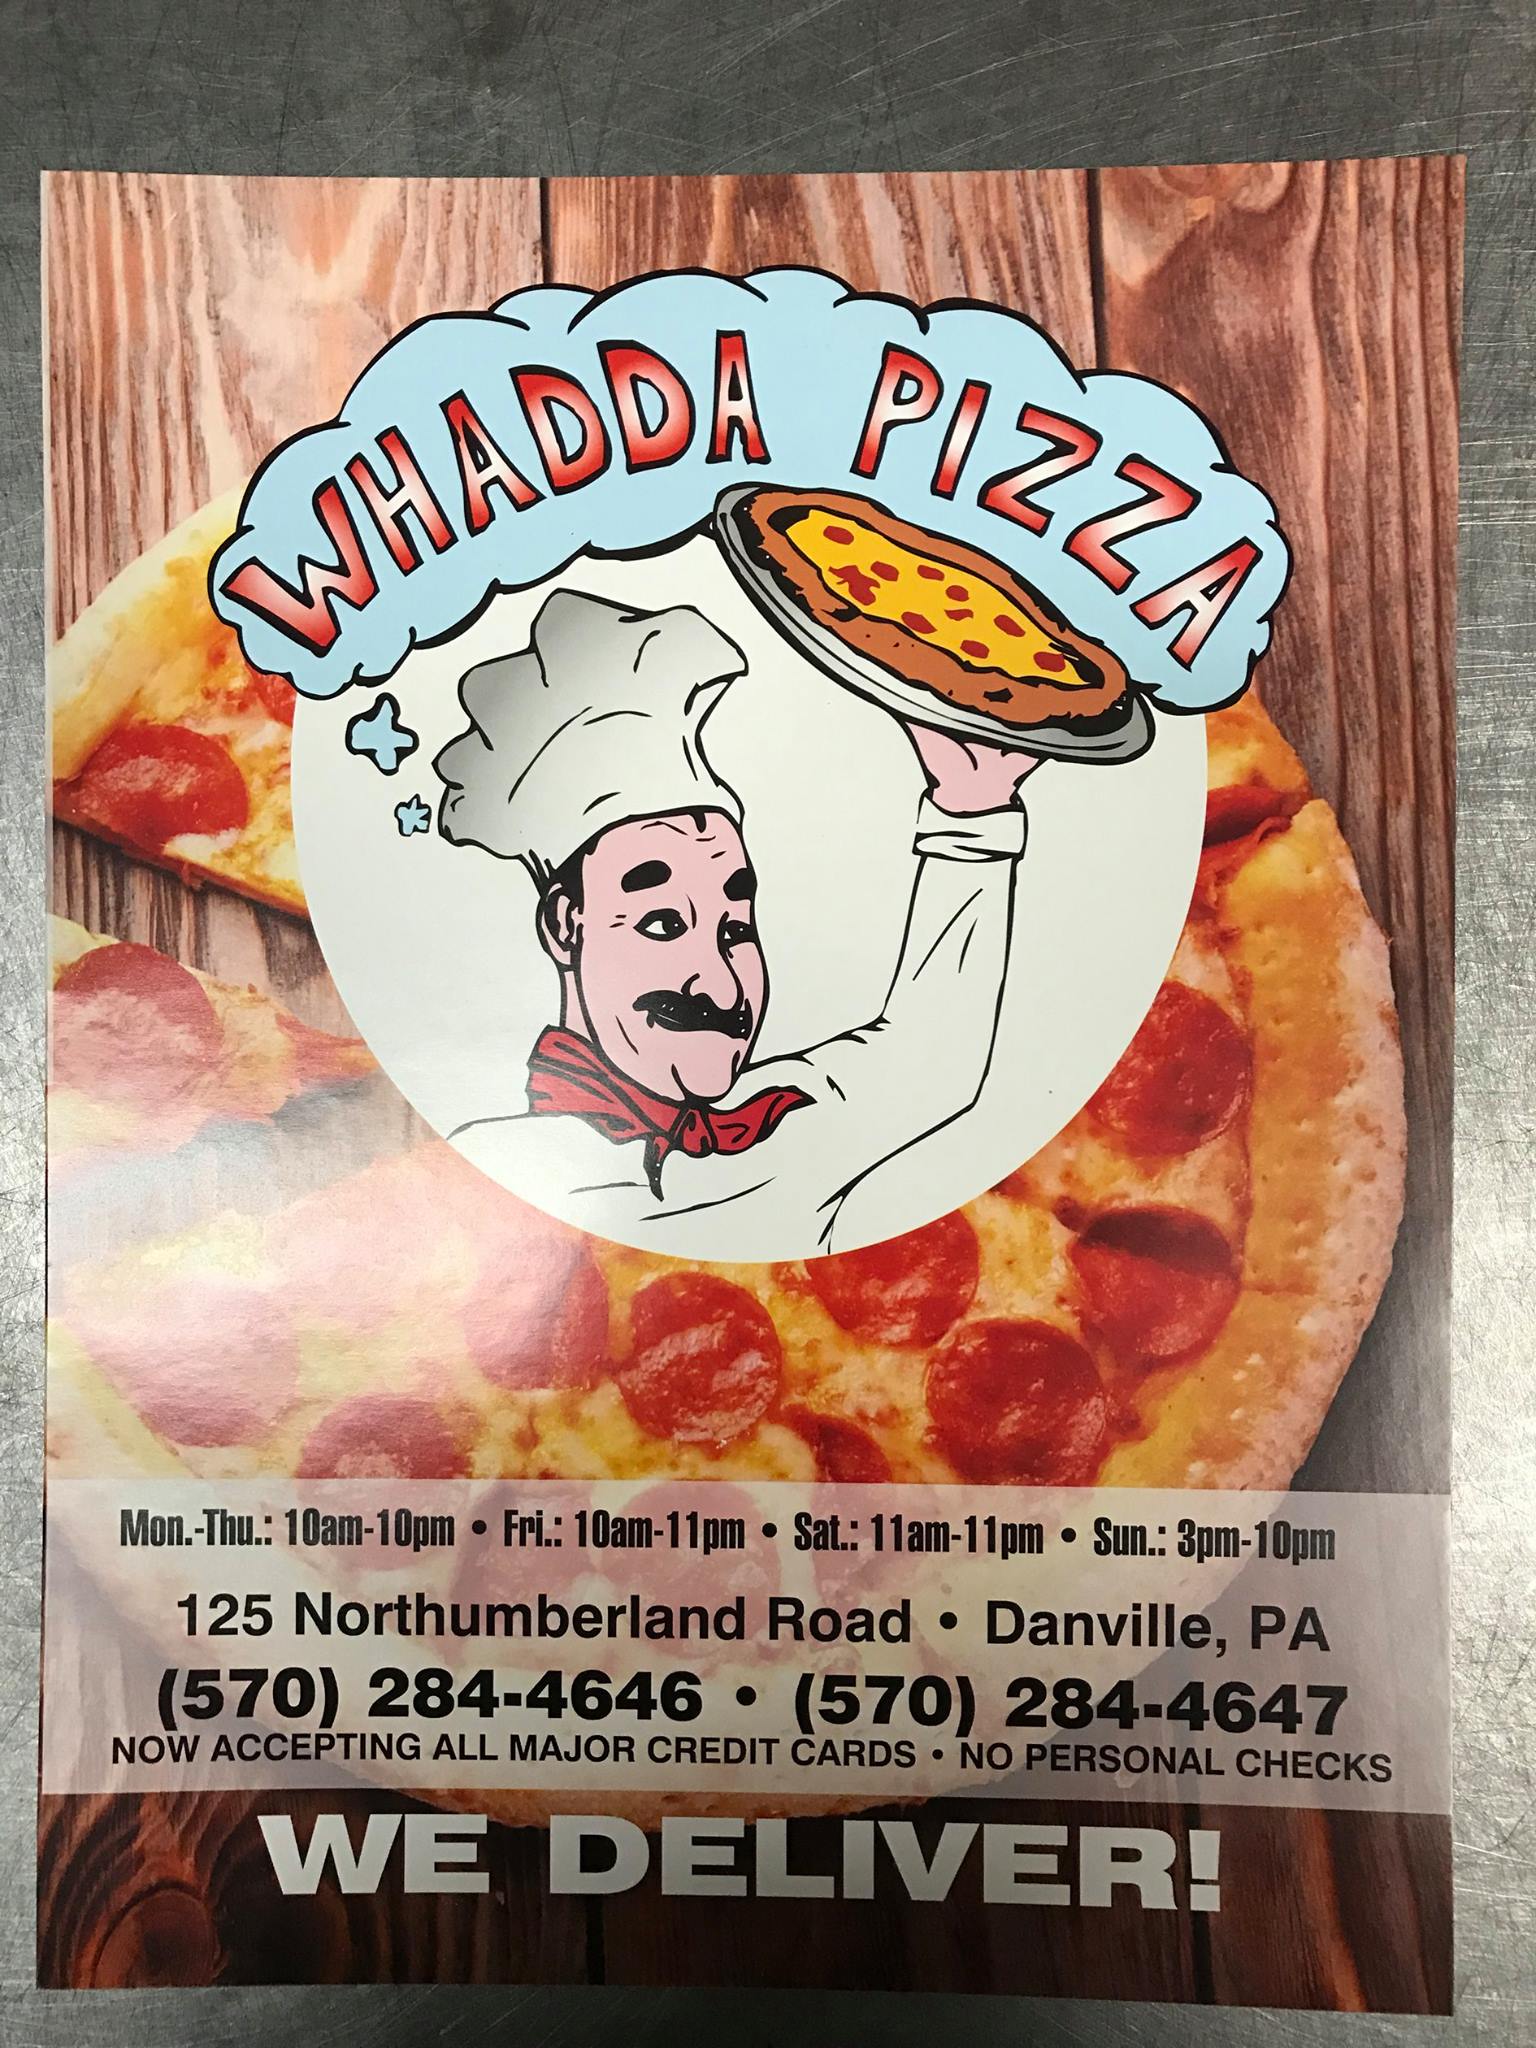 WHADDA PIZZA
Mon.-Thu.: 10am-10pm • Fri.: 10am-11pm • Sat.: 11am-11pm • Sun.: 3pm-10pm
125 Northumberland Road • Danville, PA
(570) 284-4646 • (570) 284-4647
NOW ACCEPTING ALL MAJOR CREDIT CARDS • NO PERSONAL CHECKS
WE DELIVER!